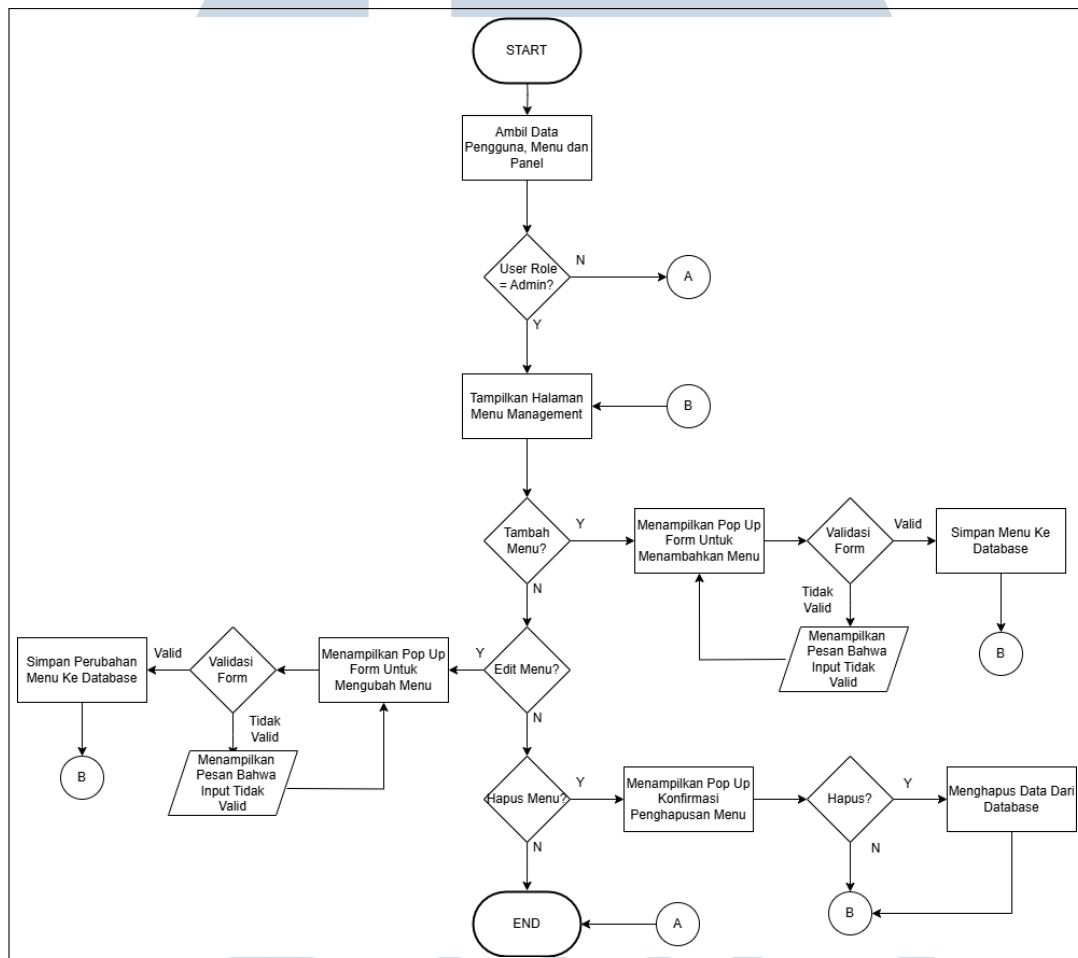 START
Ambil Data
Pengguna, Menu dan
Panel
User Role
= Admin?
N
A
Y
Tampilkan Halaman
Menu Management
B
Tambah
Menu?
Y
Menampilkan Pop Up
Form Untuk
Menambahkan Menu
Validasi
Form
Valid
Simpan Menu Ke
Database
N
Tidak
Valid
Menampilkan
Pesan Bahwa
Input Tidak
Valid
B
Simpan Perubahan
Menu Ke Database
Valid
Validasi
Form
Menampilkan Pop Up
Form Untuk
Mengubah Menu
Y
Edit Menu?
N
Tidak
Valid
Menampilkan
Pesan Bahwa
Input Tidak
Valid
B
Hapus Menu?
Y
Menampilkan Pop Up
Konfirmasi
Penghapusan Menu
Hapus?
Y
Menghapus Data Dari
Database
N
N
B
END
A